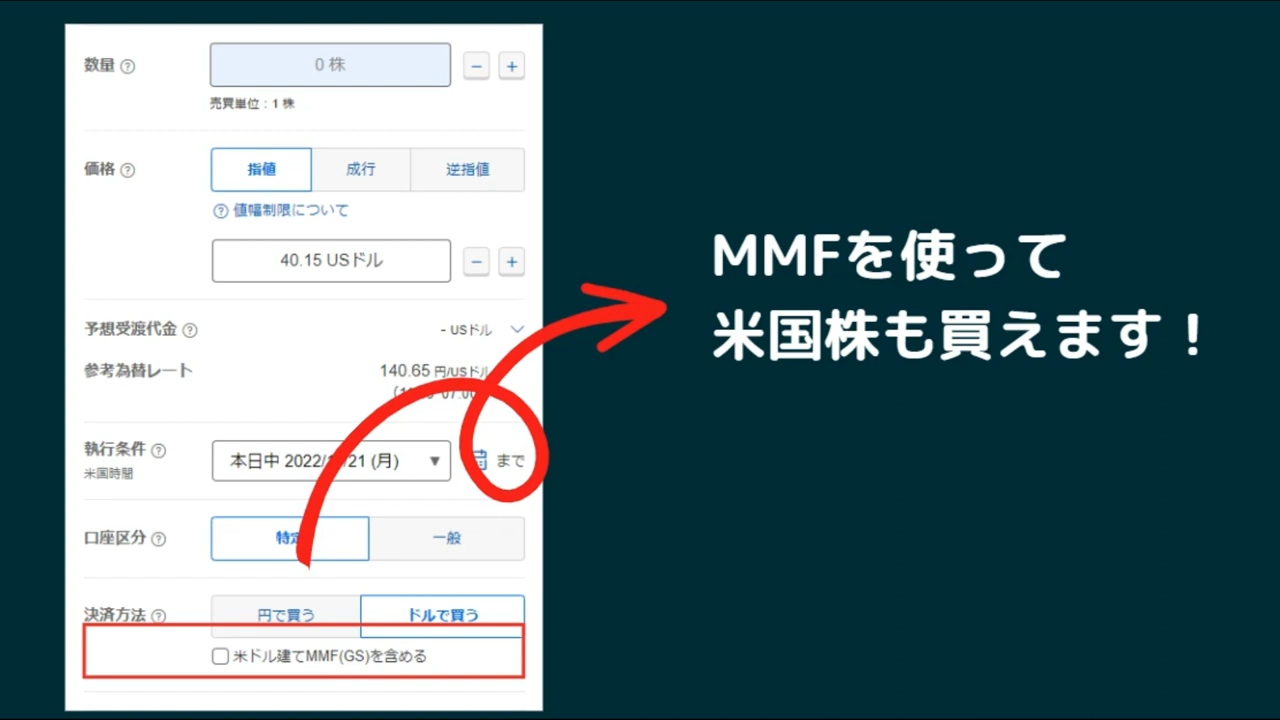 数量 ?
0 株
− +
売買単位：1 株
価格 ?
指値 成行 逆指値
? 値幅制限について
40.15 USドル
− +
予想受渡代金 ?
- USドル
参考為替レート
140.65 円/USドル
執行条件 ?
米国時間
本日中 2022/ 21 (月) ▼
まで
口座区分 ?
特定 一般
決済方法 ?
円で買う ドルで買う
米ドル建てMMF(GS)を含める
MMFを使って
米国株も買えます！